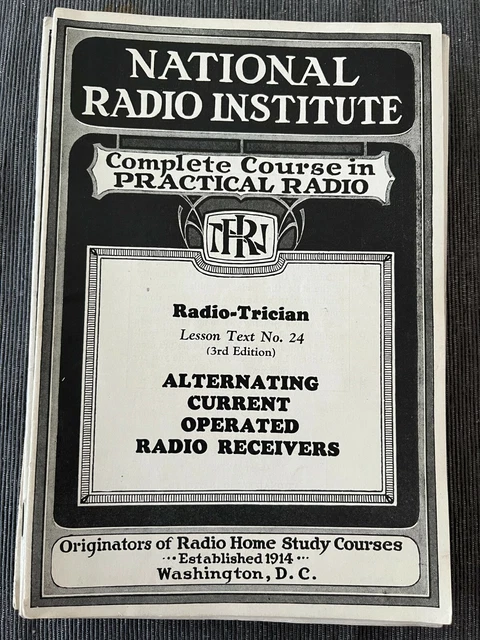 NATIONAL
RADIO INSTITUTE
Complete Course in
PRACTICAL RADIO
NRI
Radio-Trician
Lesson Text No. 24
(3rd Edition)
ALTERNATING
CURRENT
OPERATED
RADIO RECEIVERS
Originators of Radio Home Study Courses
···Established 1914···
Washington, D. C.